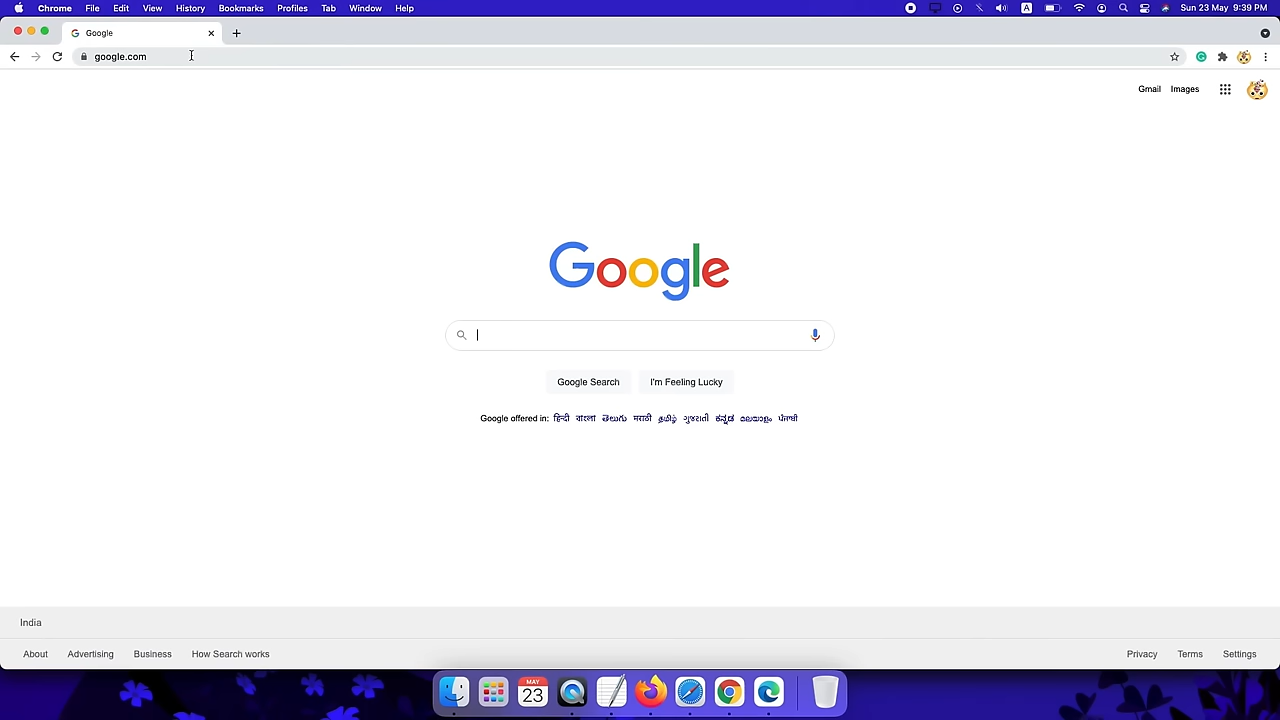 Chrome File Edit View History Bookmarks Profiles Tab Window Help A Sun 23 May 9:39 PM
Google
google.com
Gmail Images
Google
Google Search I'm Feeling Lucky
Google offered in: हिन्दी বাংলা తెలుగు मराठी தமிழ் ગુજરાતી ಕನ್ನಡ മലയാളം ਪੰਜਾਬੀ
India
About Advertising Business How Search works Privacy Terms Settings
MAY
23